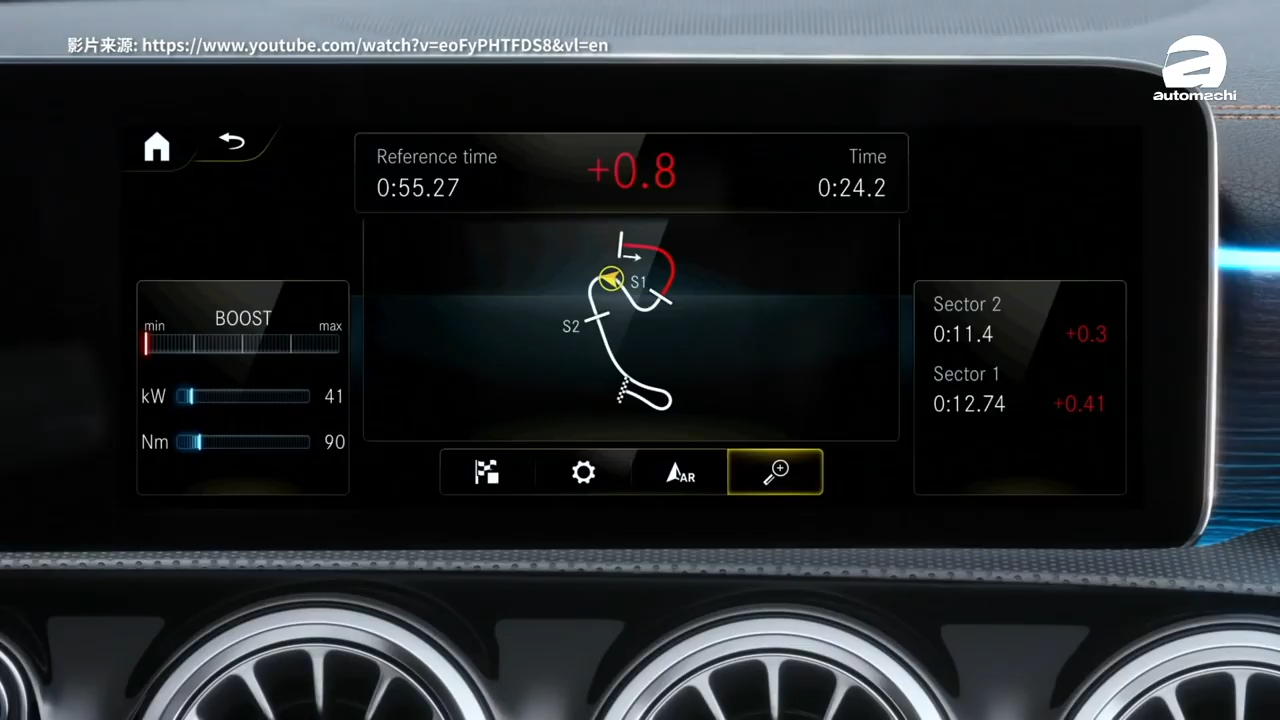 影片来源: https://www.youtube.com/watch?v=eoFyPHTFDS8&vl=en
automachi
Reference time
0:55.27
+0.8
Time
0:24.2
S1
S2
BOOST
min
max
kW
41
Nm
90
Sector 2
0:11.4
+0.3
Sector 1
0:12.74
+0.41
AR